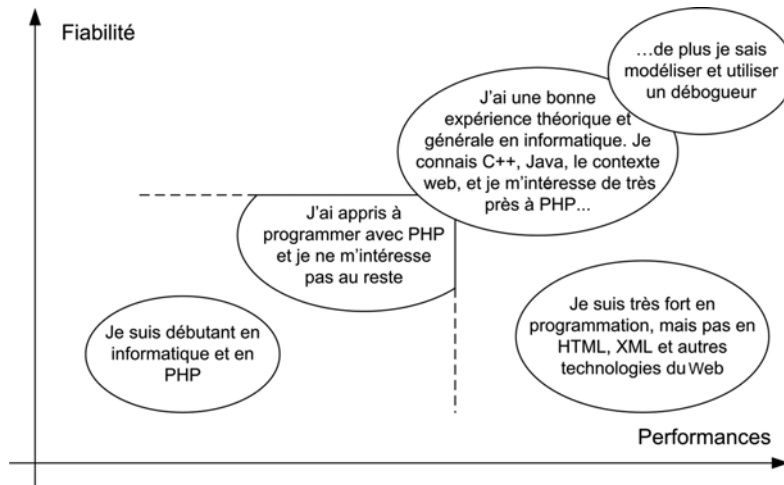 Fiabilité
…de plus je sais
modéliser et utiliser
un débogueur
J'ai une bonne
expérience théorique et
générale en informatique. Je
connais C++, Java, le contexte
web, et je m'intéresse de très
près à PHP...
J'ai appris à
programmer avec PHP
et je ne m'intéresse
pas au reste
Je suis débutant en
informatique et en
PHP
Je suis très fort en
programmation, mais pas en
HTML, XML et autres
technologies du Web
Performances